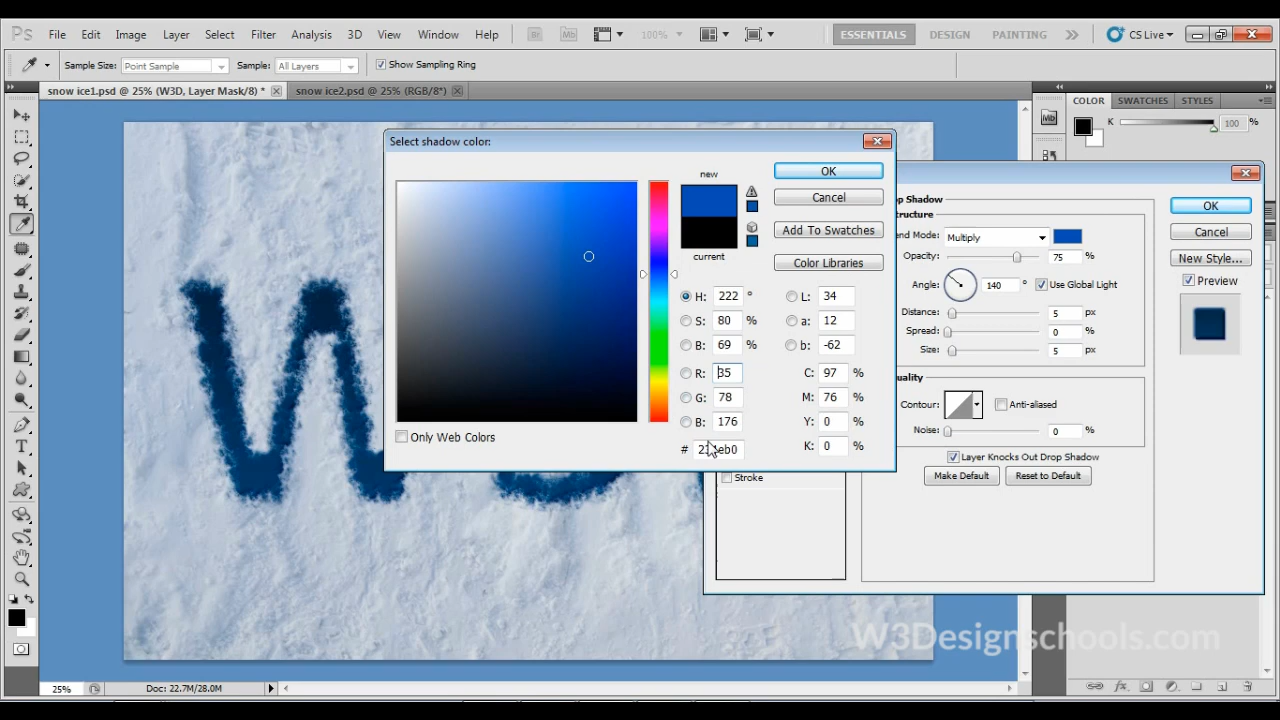 Ps File Edit Image Layer Select Filter Analysis 3D View Window Help Br Mb 100% ESSENTIALS DESIGN PAINTING CS Live
Sample Size: Point Sample Sample: All Layers Show Sampling Ring
snow ice1.psd @ 25% (W3D, Layer Mask/8) * snow ice2.psd @ 25% (RGB/8*)
COLOR SWATCHES STYLES
Mb K 100 %
Select shadow color:
new
current
OK
Cancel
Add To Swatches
Color Libraries
H: 222 ° L: 34
S: 80 % a: 12
B: 69 % b: -62
R: 35 C: 97 %
G: 78 M: 76 %
B: 176 Y: 0 %
# K: 0 %
Only Web Colors
Multiply
Opacity: 75 %
Angle: 140 ° Use Global Light
Distance: 5 px
Spread: 0 %
Size: 5 px
Contour: Anti-aliased
Noise: 0 %
Layer Knocks Out Drop Shadow
Make Default Reset to Default
OK
Cancel
New Style...
Preview
Stroke
W
W3Designschools.com
25% Doc: 22.7M/28.0M